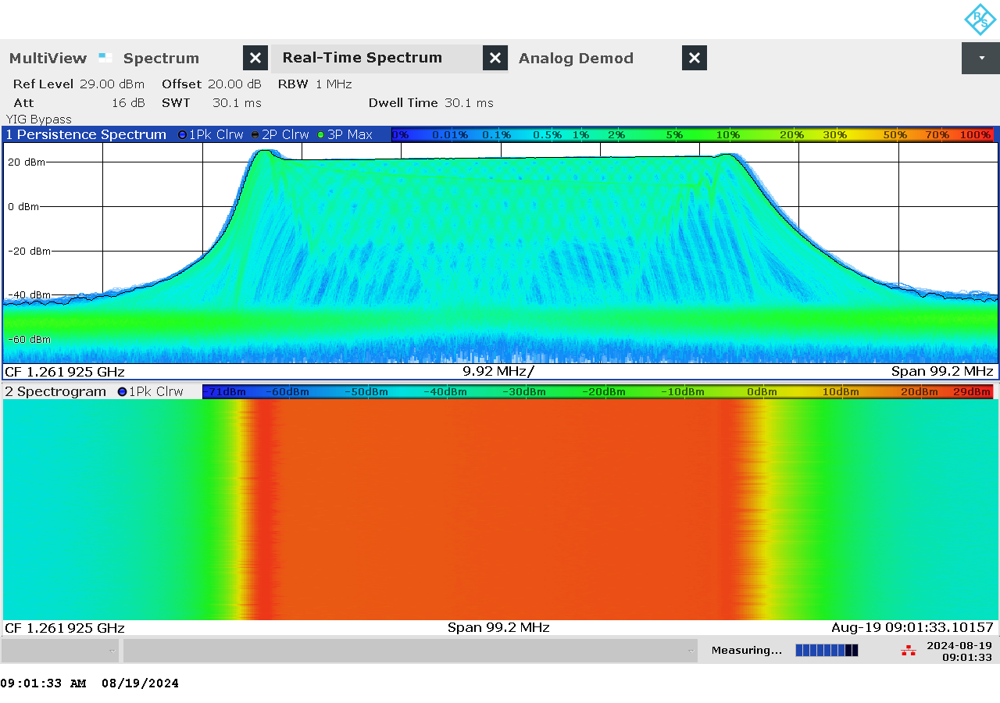 R&S
MultiView Spectrum Real-Time Spectrum Analog Demod
Ref Level 29.00 dBm Offset 20.00 dB RBW 1 MHz
Att 16 dB SWT 30.1 ms Dwell Time 30.1 ms
YIG Bypass
1 Persistence Spectrum 1Pk Clrw 2P Clrw 3P Max 0% 0.01% 0.1% 0.5% 1% 2% 5% 10% 20% 30% 50% 70% 100%
20 dBm
0 dBm
-20 dBm
-40 dBm
-60 dBm
CF 1.261925 GHz 9.92 MHz/ Span 99.2 MHz
2 Spectrogram 1Pk Clrw -71dBm -60dBm -50dBm -40dBm -30dBm -20dBm -10dBm 0dBm 10dBm 20dBm 29dBm
CF 1.261925 GHz Span 99.2 MHz Aug-19 09:01:33.10157
Measuring... 2024-08-19
09:01:33
09:01:33 AM 08/19/2024